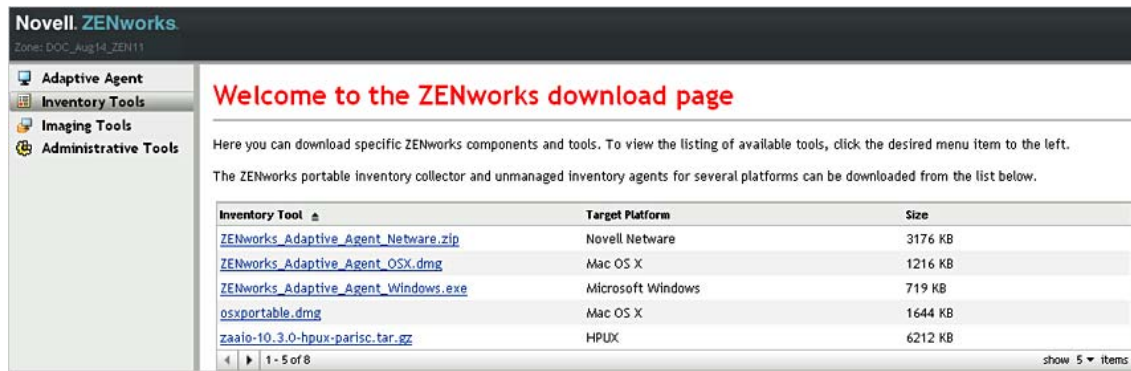 Novell. ZENworks.
Zone: DOC_Aug14_ZEN11
Adaptive Agent
Inventory Tools
Imaging Tools
Administrative Tools
Welcome to the ZENworks download page
Here you can download specific ZENworks components and tools. To view the listing of available tools, click the desired menu item to the left.
The ZENworks portable inventory collector and unmanaged inventory agents for several platforms can be downloaded from the list below.
Inventory Tool Target Platform Size
ZENworks_Adaptive_Agent_Netware.zip Novell Netware 3176 KB
ZENworks_Adaptive_Agent_OSX.dmg Mac OS X 1216 KB
ZENworks_Adaptive_Agent_Windows.exe Microsoft Windows 719 KB
osxportable.dmg Mac OS X 1644 KB
zaaio-10.3.0-hpux-parisc.tar.gz HPUX 6212 KB
1 - 5 of 8 show 5 items